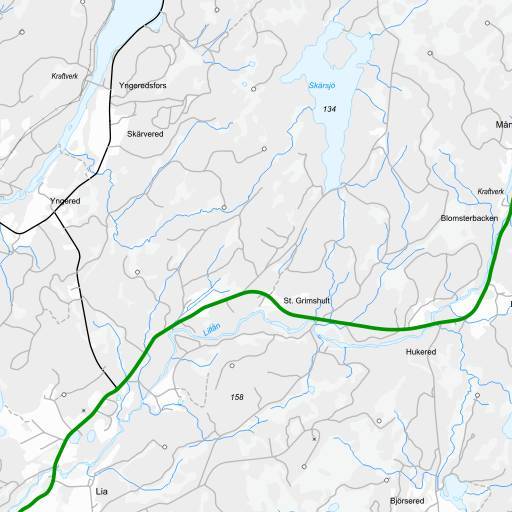 Kraftverk
Yngeredsfors
Skärsjö
134
Skärvered
Mån
Kraftverk
Yngered
Blomsterbacken
St. Grimshult
Lillån
Hukered
158
Lia
Björsered